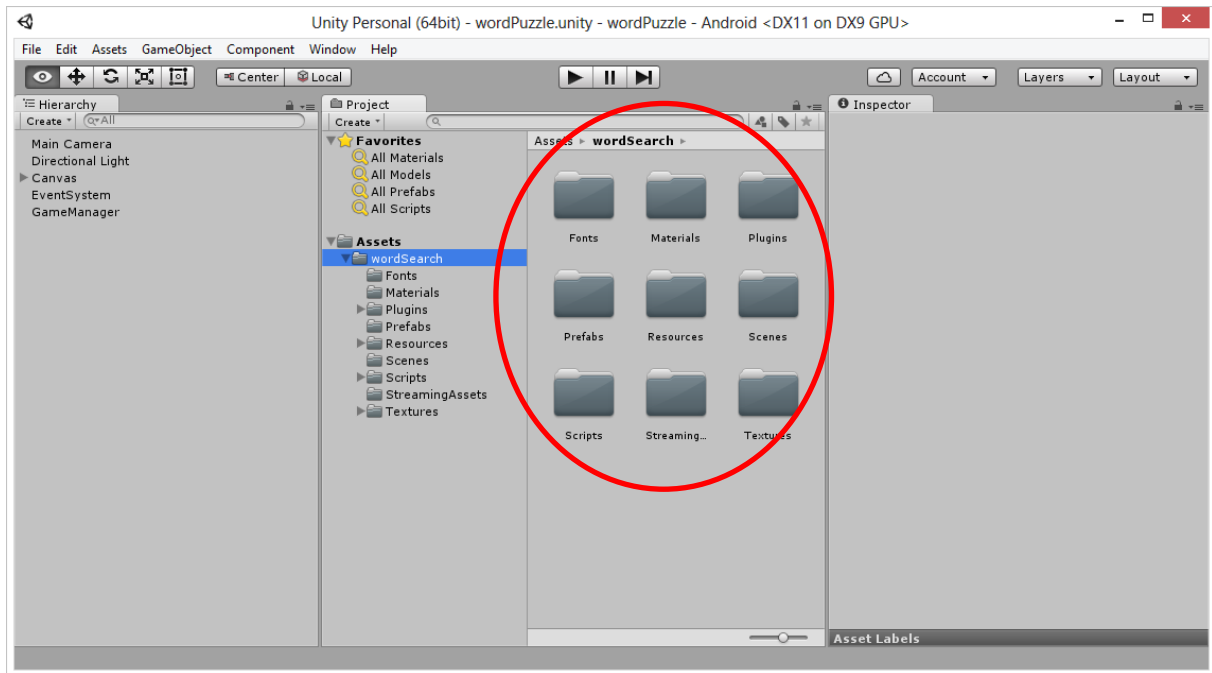 Unity Personal (64bit) - wordPuzzle.unity - wordPuzzle - Android <DX11 on DX9 GPU>
File Edit Assets GameObject Component Window Help
Center Local Account Layers Layout
Hierarchy
Create All
Main Camera
Directional Light
Canvas
EventSystem
GameManager
Project
Create
Favorites
All Materials
All Models
All Prefabs
All Scripts
Assets
wordSearch
Fonts
Materials
Plugins
Prefabs
Resources
Scenes
Scripts
StreamingAssets
Textures
Assets wordSearch
Fonts Materials Plugins
Prefabs Resources Scenes
Scripts Streaming... Textures
Inspector
Asset Labels